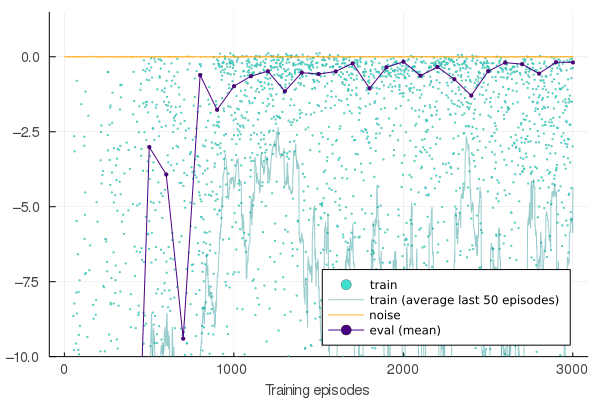 0.0
−2.5
−5.0
−7.5
−10.0
0
1000
2000
3000
Training episodes
train
train (average last 50 episodes)
noise
eval (mean)